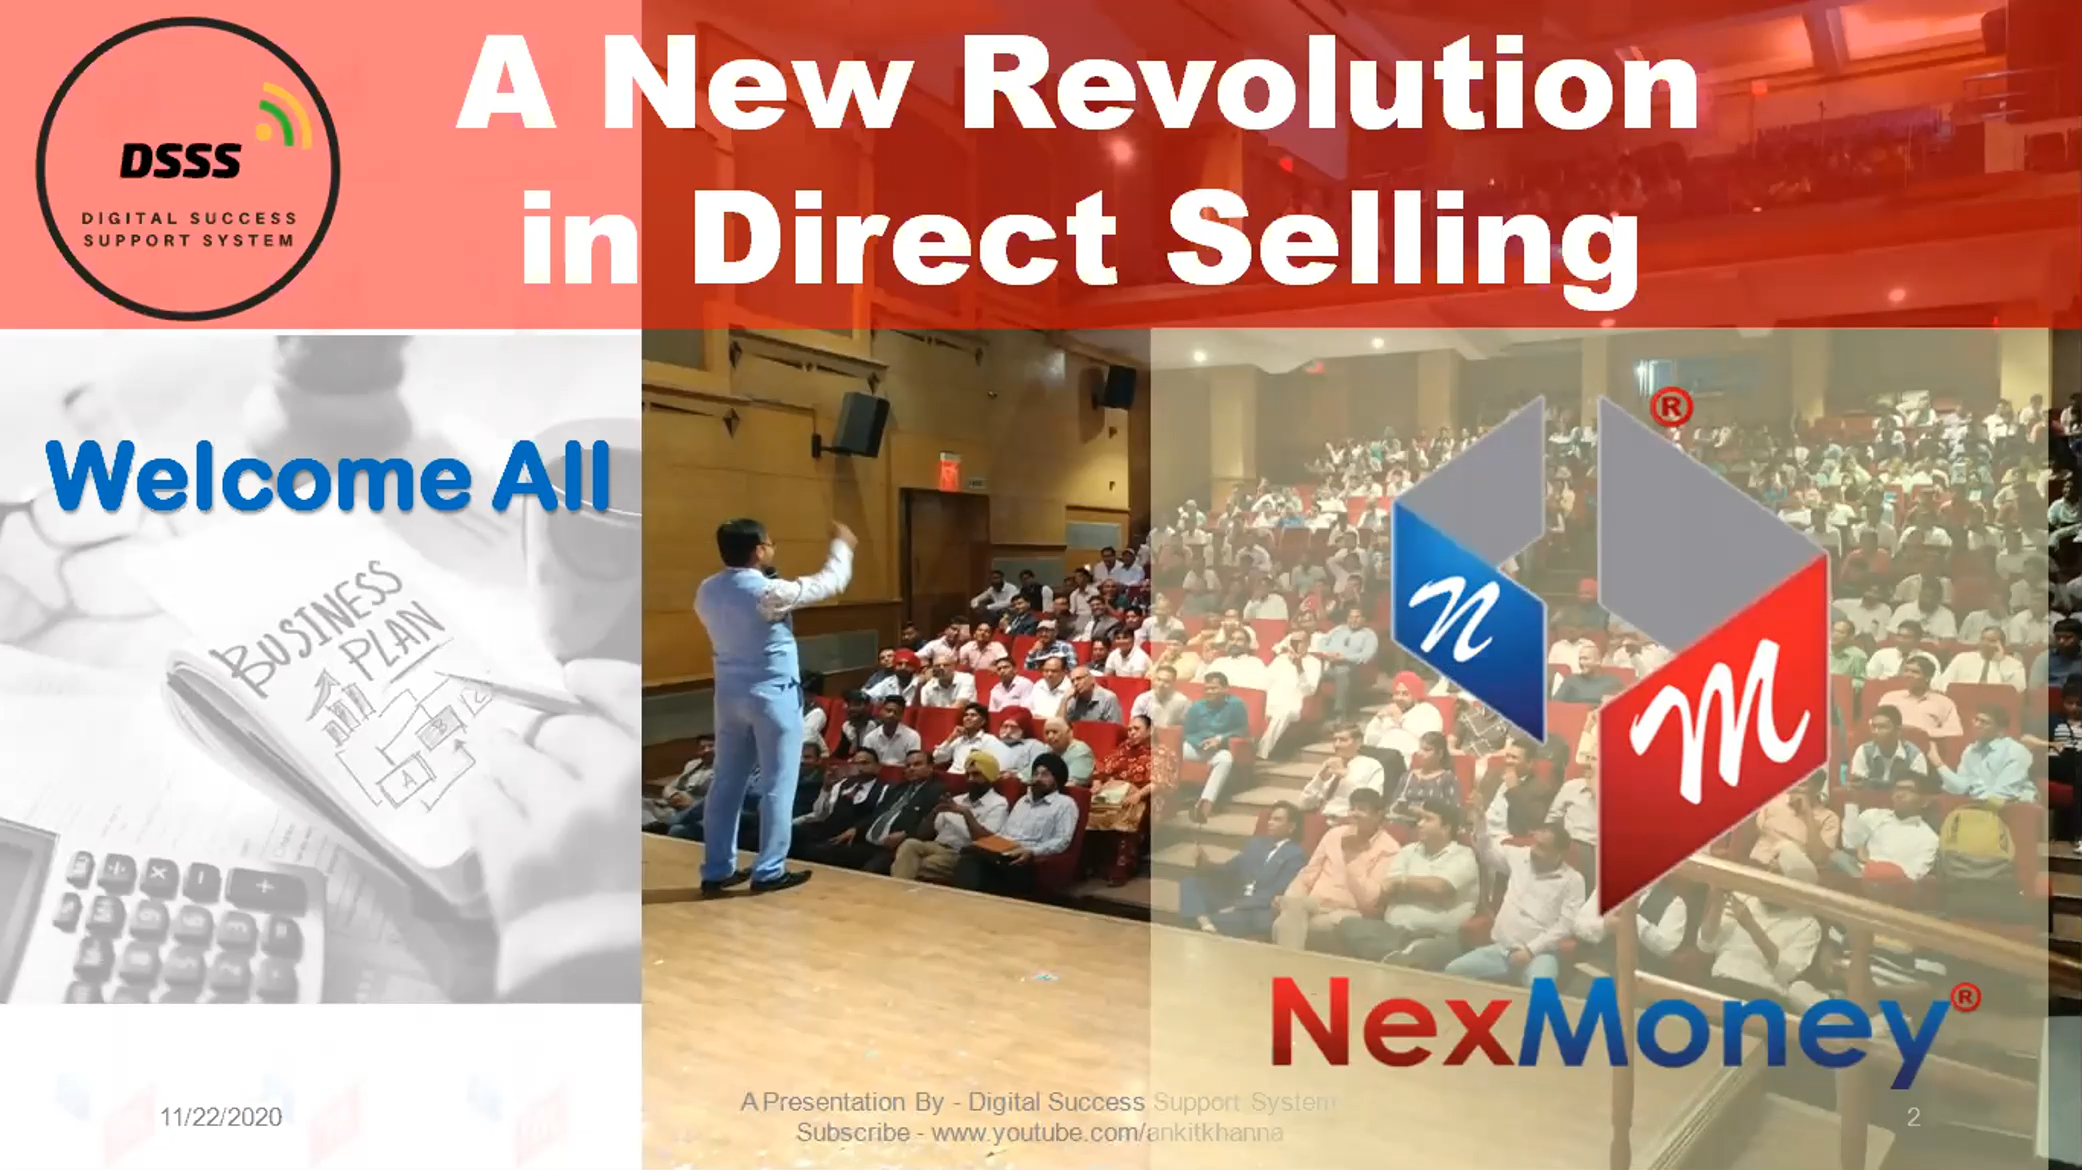 A New Revolution
in Direct Selling
DSSS
DIGITAL SUCCESS
SUPPORT SYSTEM
Welcome All
BUSINESS
PLAN
A
B
C
+
n
m
®
NexMoney®
11/22/2020
A Presentation By - Digital Success Support System
Subscribe - www.youtube.com/ankitkhanna
2